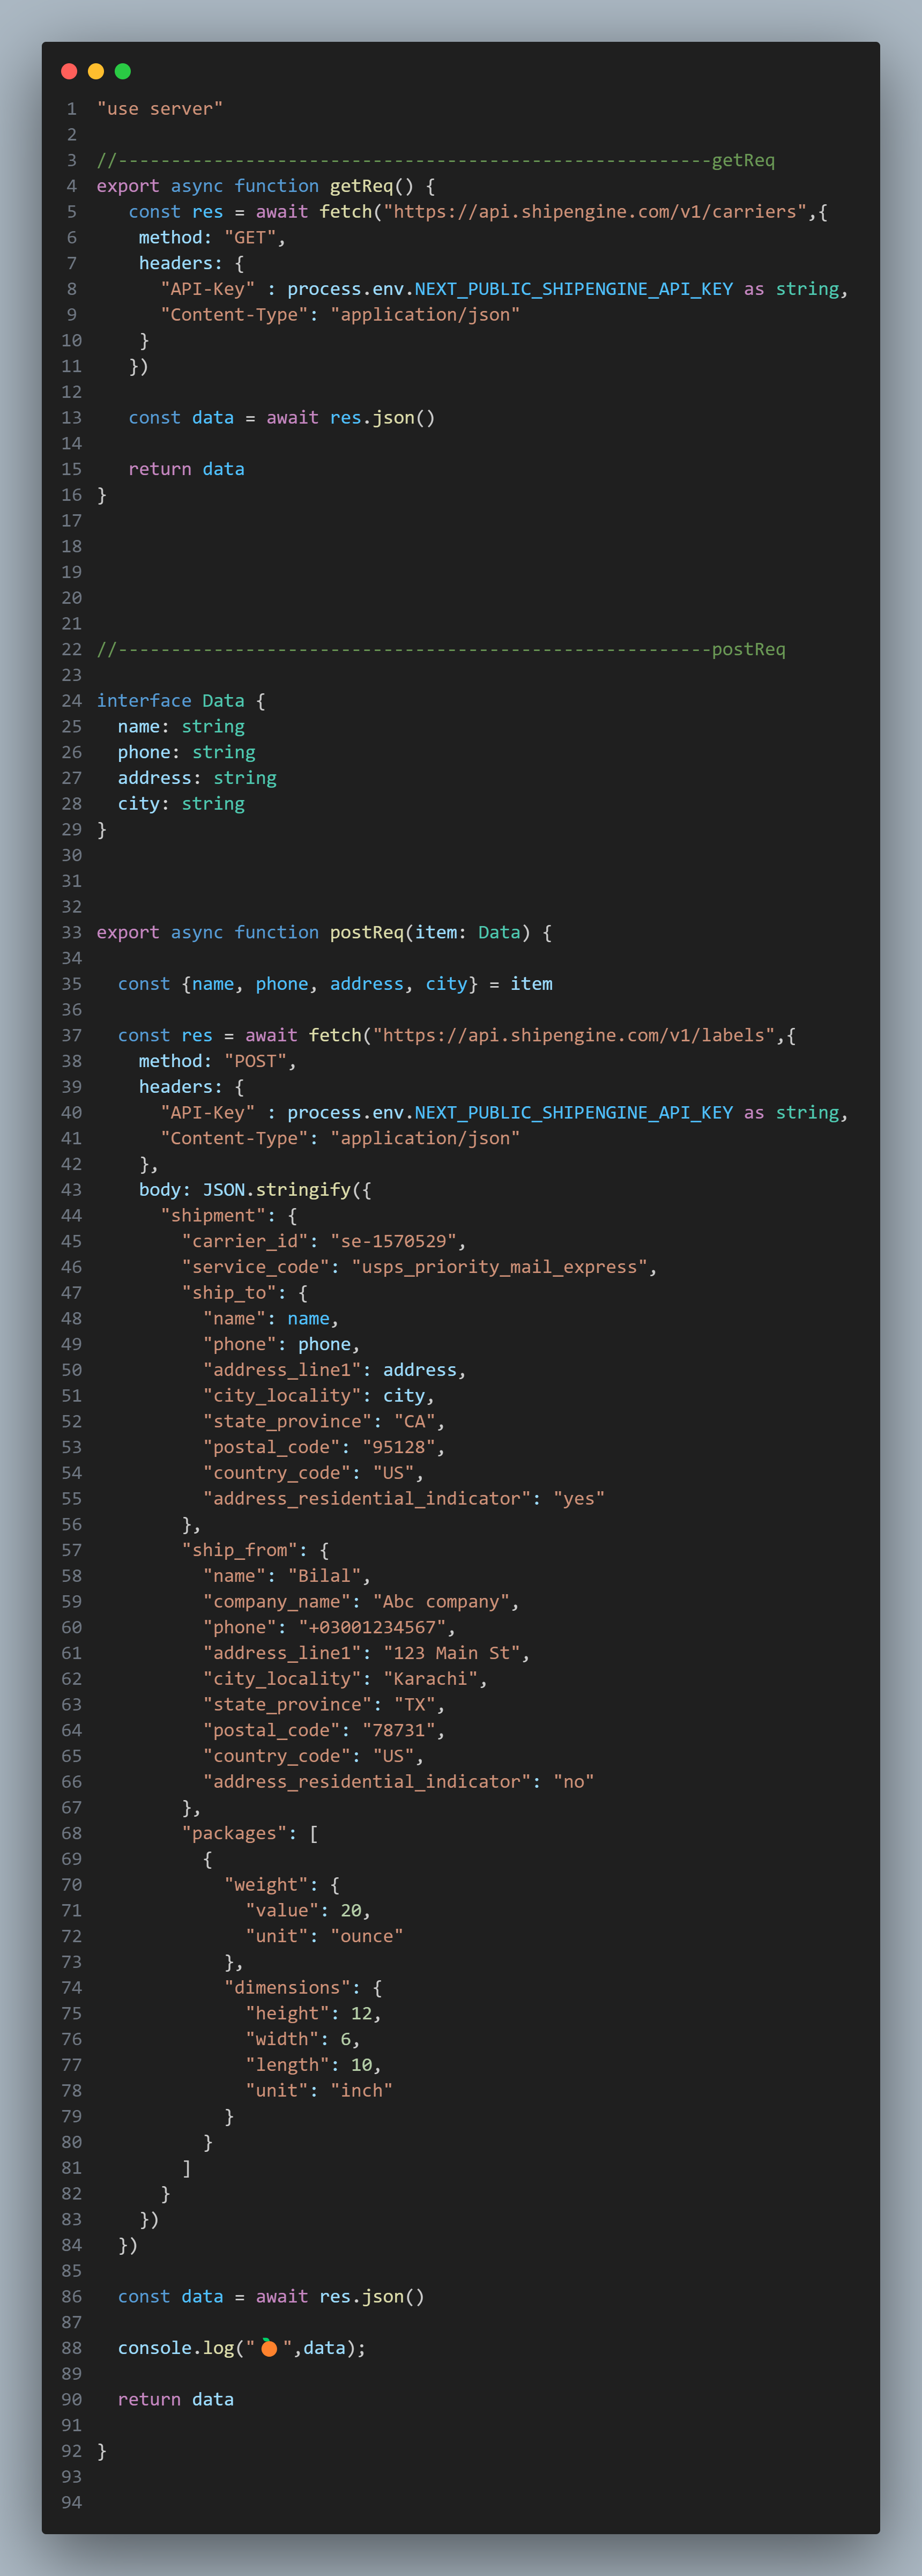 1 "use server"
2
3 //--------------------------------------------------------getReq
4 export async function getReq() {
5    const res = await fetch("https://api.shipengine.com/v1/carriers",{
6     method: "GET",
7     headers: {
8       "API-Key" : process.env.NEXT_PUBLIC_SHIPENGINE_API_KEY as string,
9       "Content-Type": "application/json"
10     }
11    })
12
13    const data = await res.json()
14
15    return data
16 }
17
18
19
20
21
22 //--------------------------------------------------------postReq
23
24 interface Data {
25   name: string
26   phone: string
27   address: string
28   city: string
29 }
30
31
32
33 export async function postReq(item: Data) {
34
35   const {name, phone, address, city} = item
36
37   const res = await fetch("https://api.shipengine.com/v1/labels",{
38     method: "POST",
39     headers: {
40       "API-Key" : process.env.NEXT_PUBLIC_SHIPENGINE_API_KEY as string,
41       "Content-Type": "application/json"
42     },
43     body: JSON.stringify({
44       "shipment": {
45         "carrier_id": "se-1570529",
46         "service_code": "usps_priority_mail_express",
47         "ship_to": {
48           "name": name,
49           "phone": phone,
50           "address_line1": address,
51           "city_locality": city,
52           "state_province": "CA",
53           "postal_code": "95128",
54           "country_code": "US",
55           "address_residential_indicator": "yes"
56         },
57         "ship_from": {
58           "name": "Bilal",
59           "company_name": "Abc company",
60           "phone": "+03001234567",
61           "address_line1": "123 Main St",
62           "city_locality": "Karachi",
63           "state_province": "TX",
64           "postal_code": "78731",
65           "country_code": "US",
66           "address_residential_indicator": "no"
67         },
68         "packages": [
69           {
70             "weight": {
71               "value": 20,
72               "unit": "ounce"
73             },
74             "dimensions": {
75               "height": 12,
76               "width": 6,
77               "length": 10,
78               "unit": "inch"
79             }
80           }
81         ]
82       }
83     })
84   })
85
86   const data = await res.json()
87
88   console.log("🍊",data);
89
90   return data
91
92 }
93
94